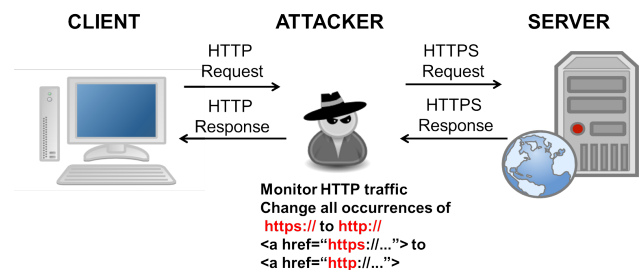 CLIENT
ATTACKER
SERVER
HTTP
Request
HTTPS
Request
HTTP
Response
HTTPS
Response
Monitor HTTP traffic
Change all occurrences of
https:// to http://
<a href=“https://...”> to
<a href=“http://...”>